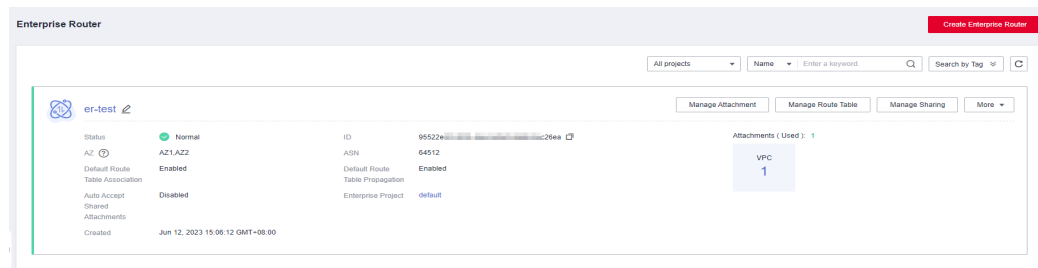 Enterprise Router
Create Enterprise Router
All projects
Name
Enter a keyword.
Search by Tag
er-test
Manage Attachment
Manage Route Table
Manage Sharing
More
Status
Normal
ID
95522e
c26ea
Attachments ( Used ): 1
AZ
AZ1,AZ2
ASN
64512
VPC
1
Default Route
Table Association
Enabled
Default Route
Table Propagation
Enabled
Auto Accept
Shared
Attachments
Disabled
Enterprise Project
default
Created
Jun 12, 2023 15:06:12 GMT+08:00